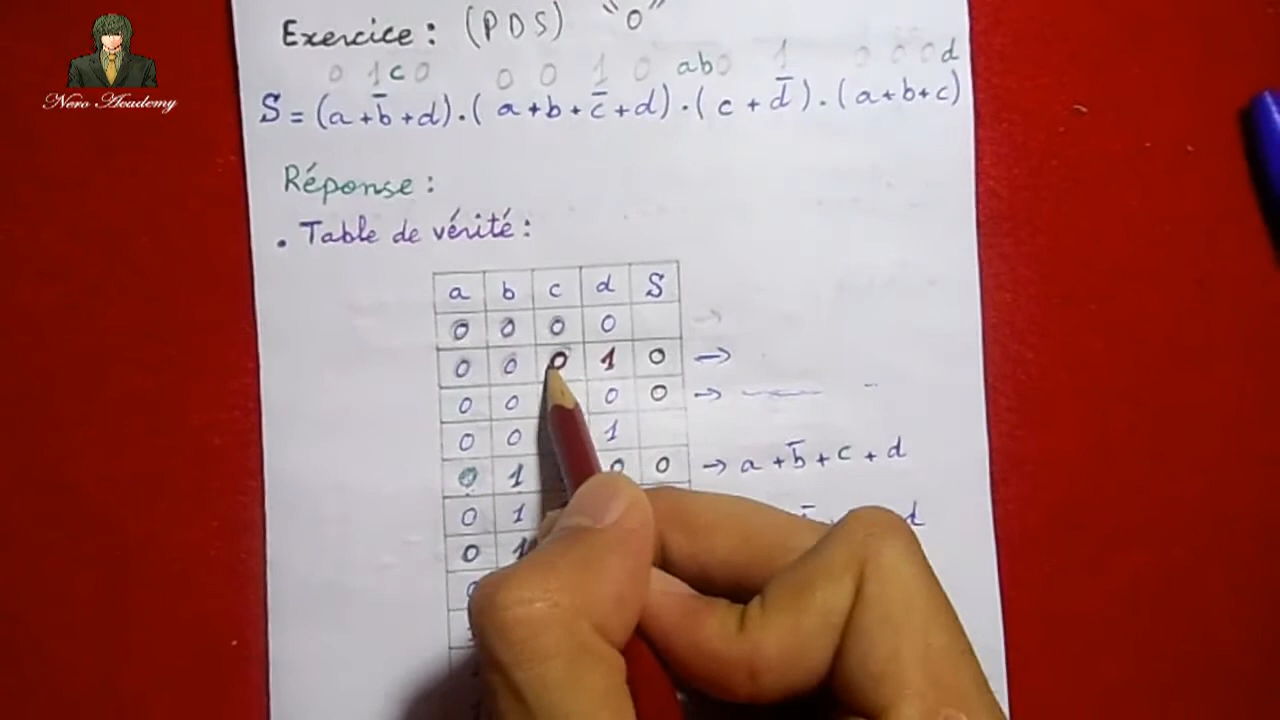 Exercice : (PDS) "0"
0 1 c 0 0 0 1 0 ab 0 1 0 0 0 d
S = (a + b̄ + d) . ( a + b + c̄ + d) . ( c + d̄ ) . ( a + b + c)
Réponse :
. Table de vérité :
a b c d S
0 0 0 0
0 0 0 1 0 →
0 0 0 0 →
0 0 1
0 1 0 0 → a + b̄ + c + d
0 1 d
0 1
Nero Academy